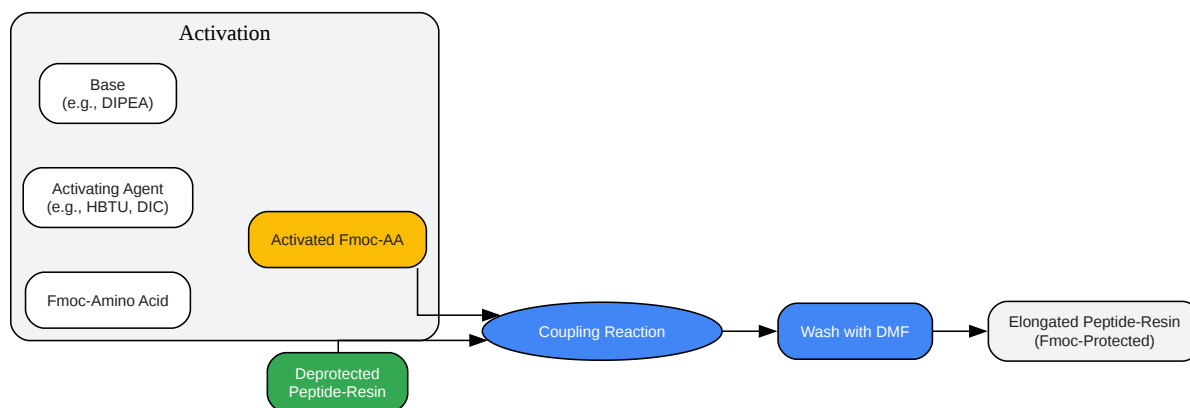 Activation
Base
(e.g., DIPEA)
Activating Agent
(e.g., HBTU, DIC)
Activated Fmoc-AA
Fmoc-Amino Acid
Coupling Reaction
Wash with DMF
Elongated Peptide-Resin
(Fmoc-Protected)
Deprotected
Peptide-Resin